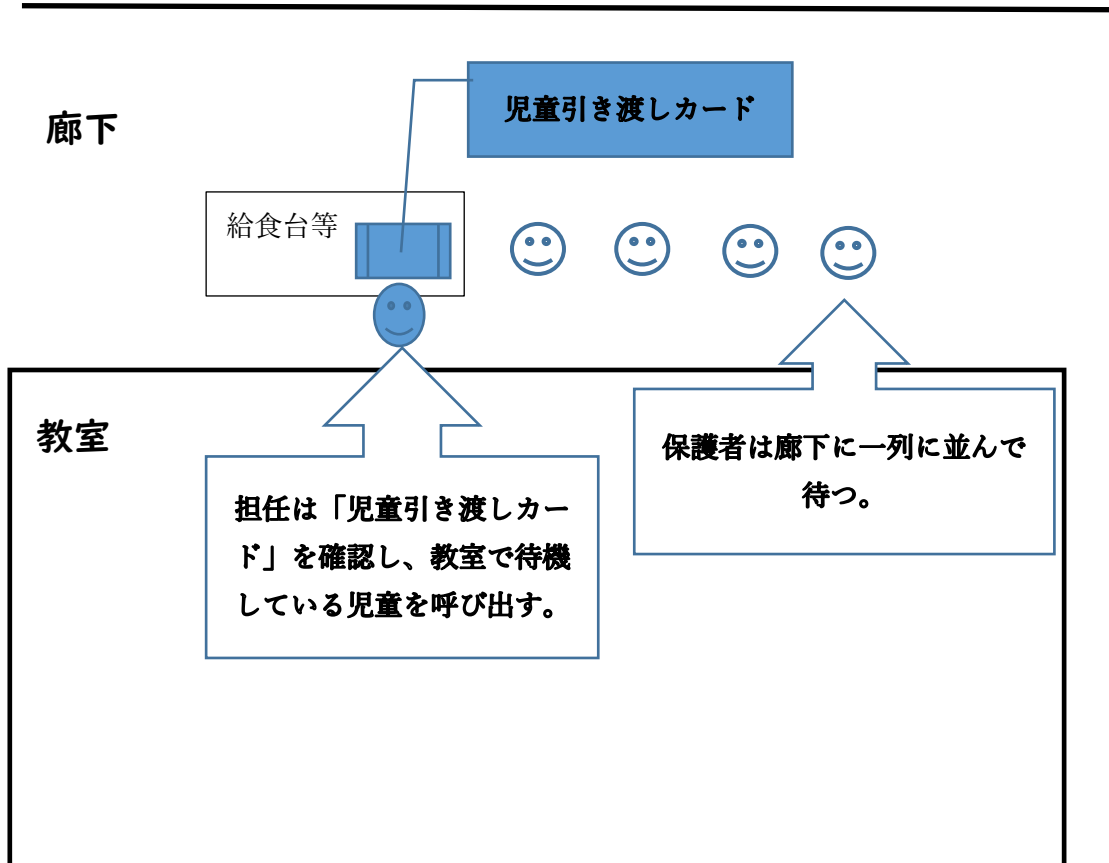 児童引き渡しカード
廊下
給食台等
教室
保護者は廊下に一列に並んで
待つ。
担任は「児童引き渡しカー
ド」を確認し、教室で待機
している児童を呼び出す。